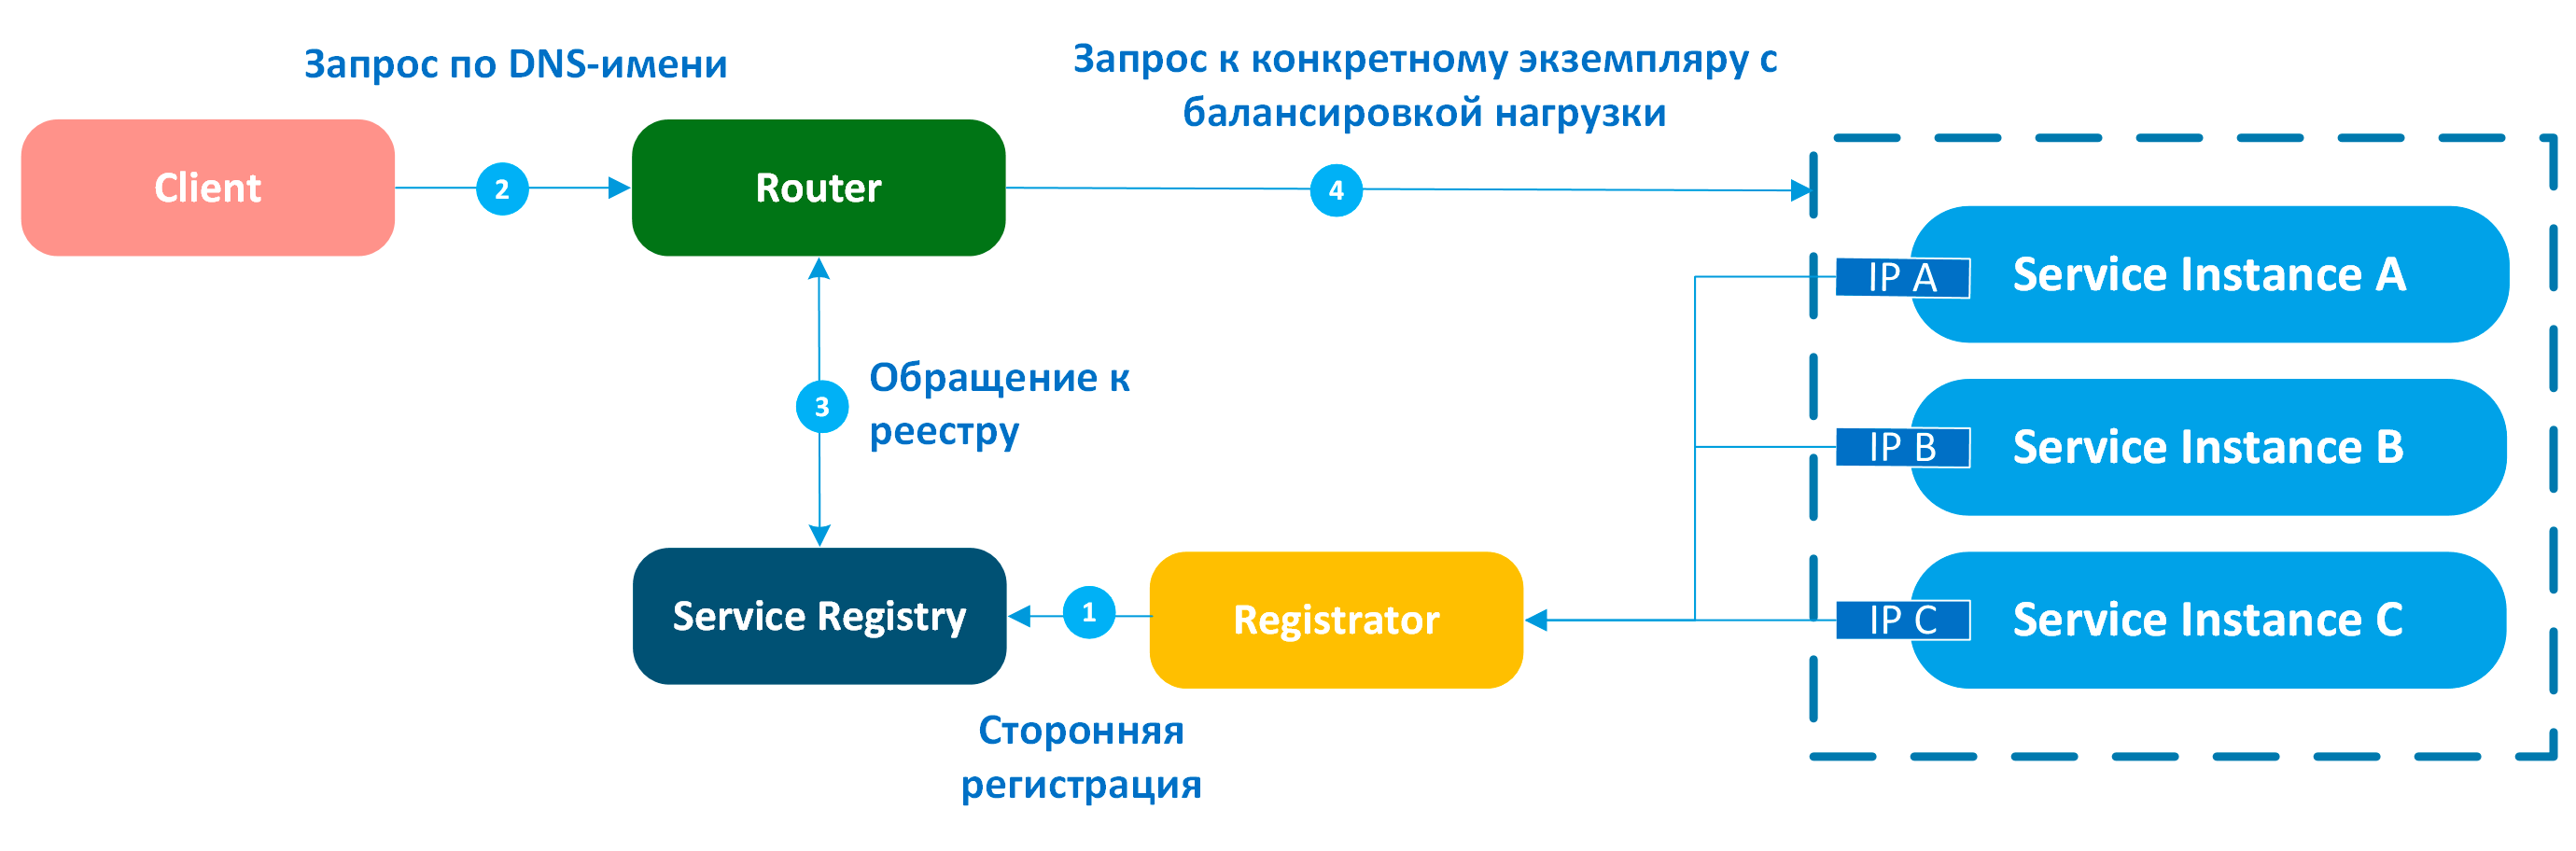 Запрос по DNS-имени
Запрос к конкретному экземпляру с
балансировкой нагрузки
Client
2
Router
4
IP A
Service Instance A
3
Обращение к
реестру
IP B
Service Instance B
Service Registry
1
Registrator
IP C
Service Instance C
Сторонняя
регистрация